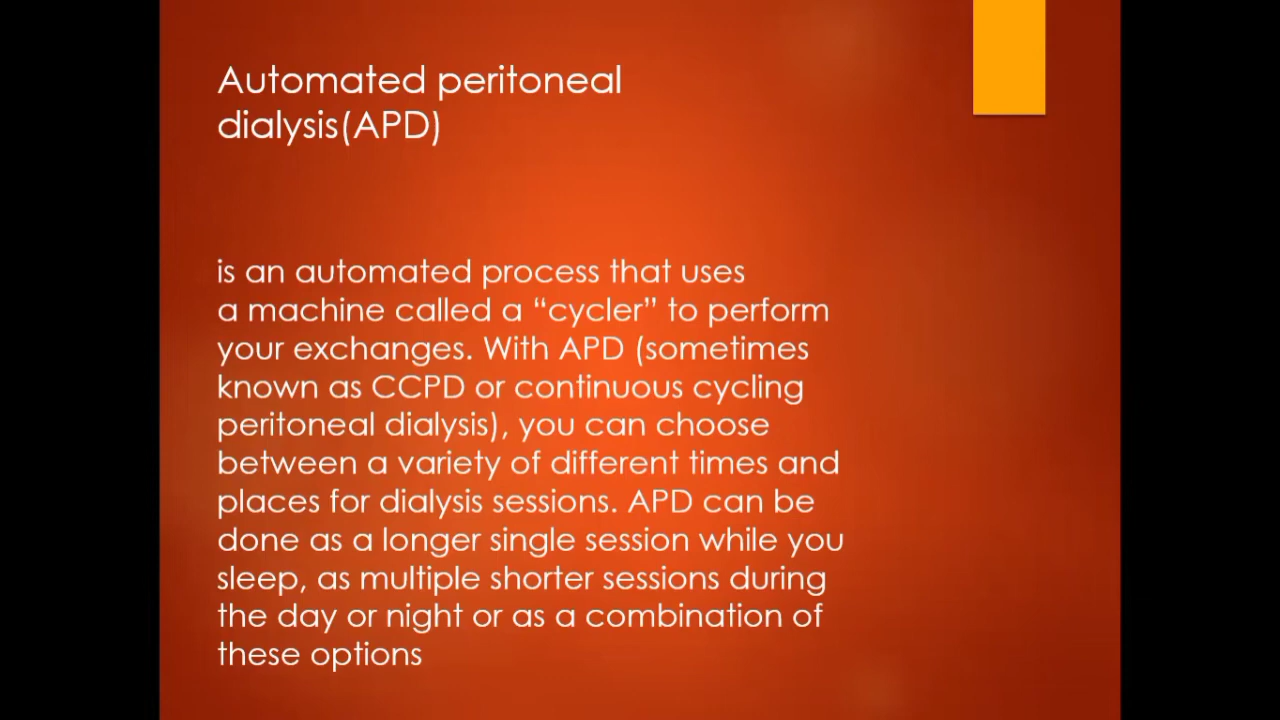 Automated peritoneal
dialysis(APD)
is an automated process that uses
a machine called a “cycler” to perform
your exchanges. With APD (sometimes
known as CCPD or continuous cycling
peritoneal dialysis), you can choose
between a variety of different times and
places for dialysis sessions. APD can be
done as a longer single session while you
sleep, as multiple shorter sessions during
the day or night or as a combination of
these options